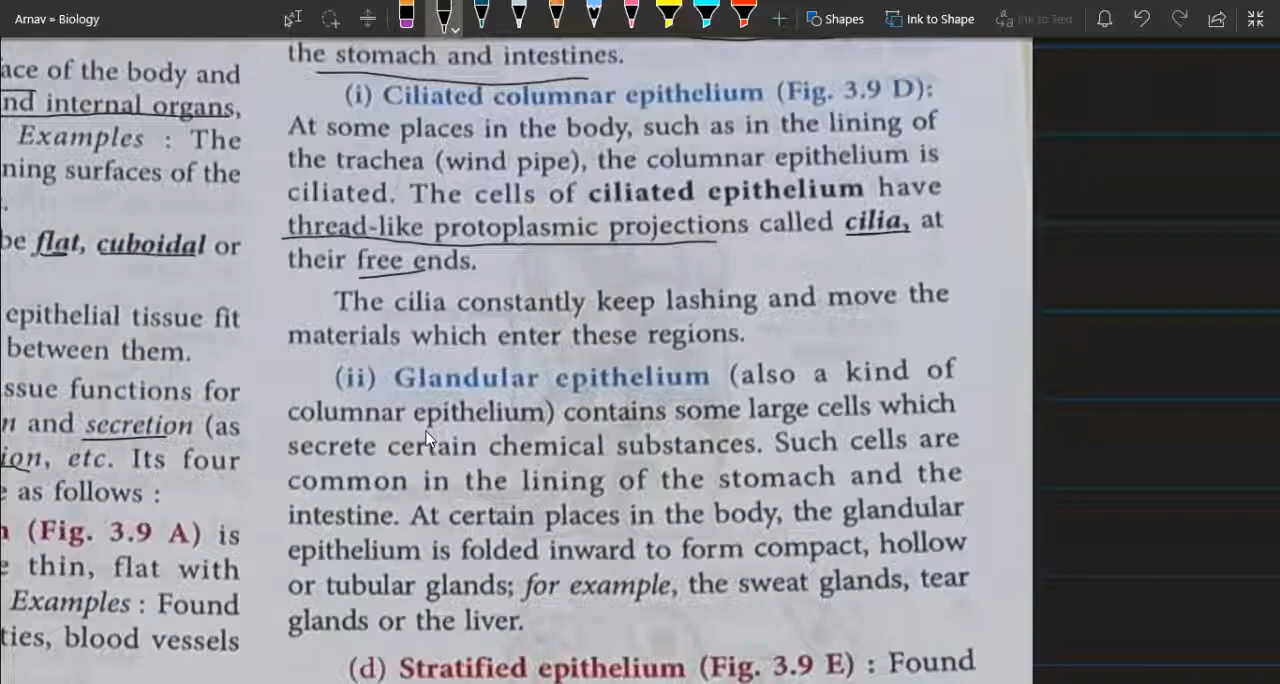 Arnav » Biology
Shapes
Ink to Shape
Ink to Text
ace of the body and
nd internal organs,
Examples : The
ning surfaces of the
.
be flat, cuboidal or
epithelial tissue fit
between them.
ssue functions for
n and secretion (as
ion, etc. Its four
e as follows :
n (Fig. 3.9 A) is
e thin, flat with
Examples : Found
ties, blood vessels
the stomach and intestines.
(i) Ciliated columnar epithelium (Fig. 3.9 D):
At some places in the body, such as in the lining of
the trachea (wind pipe), the columnar epithelium is
ciliated. The cells of ciliated epithelium have
thread-like protoplasmic projections called cilia, at
their free ends.
The cilia constantly keep lashing and move the
materials which enter these regions.
(ii) Glandular epithelium (also a kind of
columnar epithelium) contains some large cells which
secrete certain chemical substances. Such cells are
common in the lining of the stomach and the
intestine. At certain places in the body, the glandular
epithelium is folded inward to form compact, hollow
or tubular glands; for example, the sweat glands, tear
glands or the liver.
(d) Stratified epithelium (Fig. 3.9 E) : Found